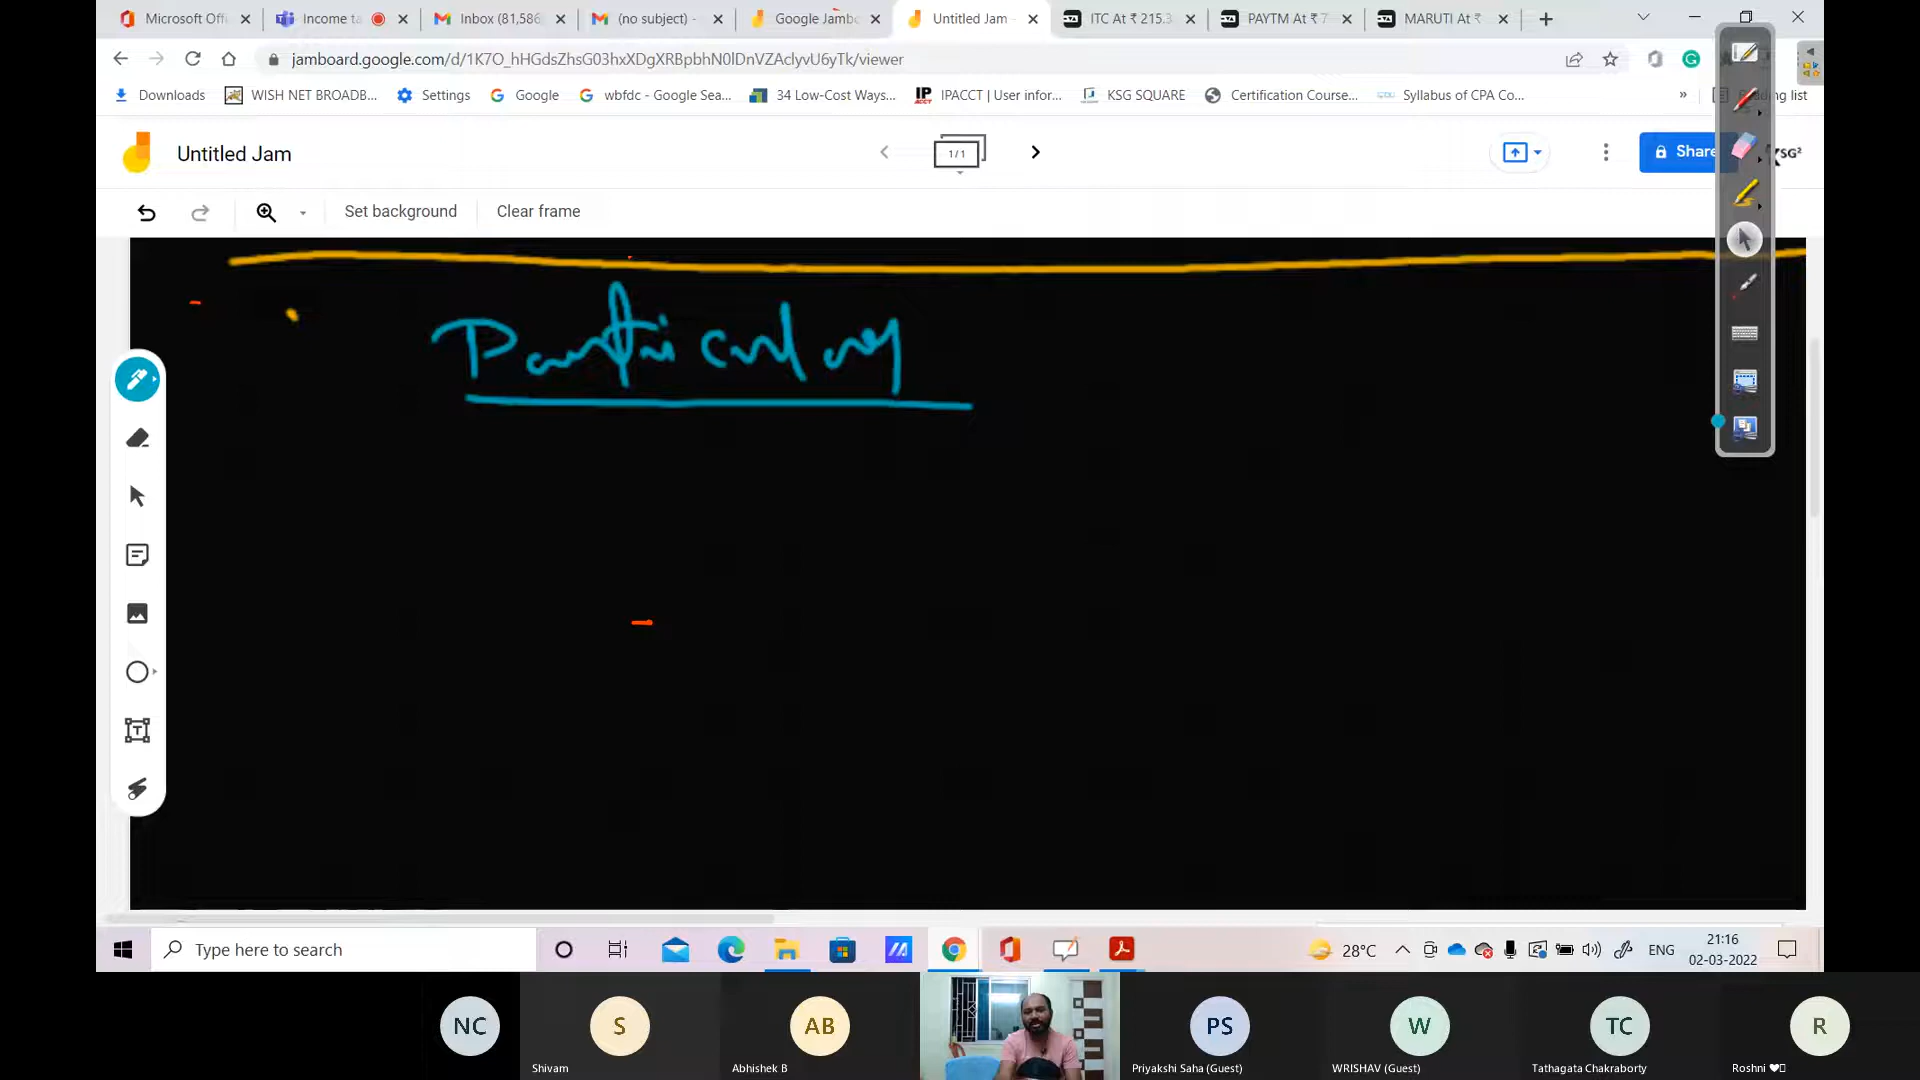 Microsoft Offi
Income ta
Inbox (81,586
(no subject) -
Google Jambo
Untitled Jam -
ITC At ₹ 215.3
PAYTM At ₹ 7
MARUTI At ₹
jamboard.google.com/d/1K7O_hHGdsZhsG03hxXDgXRBpbhN0lDnVZAclyvU6yTk/viewer
Downloads
WISH NET BROADB...
Settings
Google
wbfdc - Google Sea...
34 Low-Cost Ways...
IPACCT | User infor...
KSG SQUARE
Certification Course...
Syllabus of CPA Co...
»
Reading list
Untitled Jam
1/1
Share
KSG²
Set background
Clear frame
Particulars
Type here to search
28°C
ENG
21:16
02-03-2022
NC
S
AB
PS
W
TC
R
Shivam
Abhishek B
Priyakshi Saha (Guest)
WRISHAV (Guest)
Tathagata Chakraborty
Roshni ❤